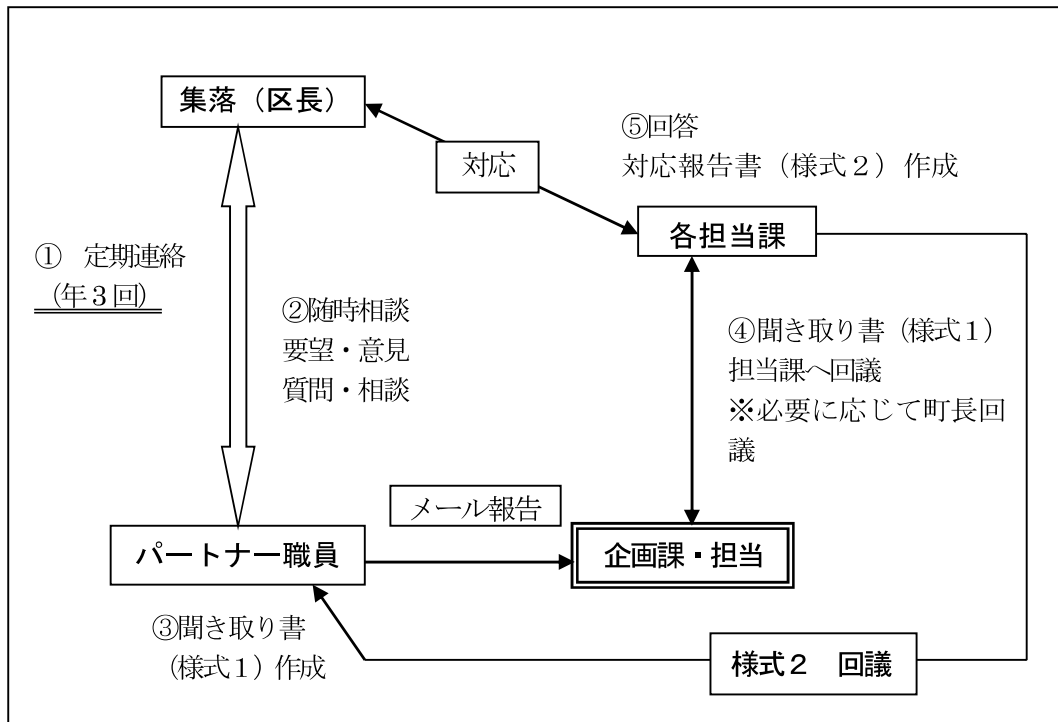 集落（区長）
対応
⑤回答
対応報告書（様式２）作成
各担当課
①　定期連絡
（年３回）
②随時相談
要望・意見
質問・相談
④聞き取り書（様式１）
担当課へ回議
※必要に応じて町長回
議
メール報告
パートナー職員
企画課・担当
③聞き取り書
（様式１）作成
様式２　回議